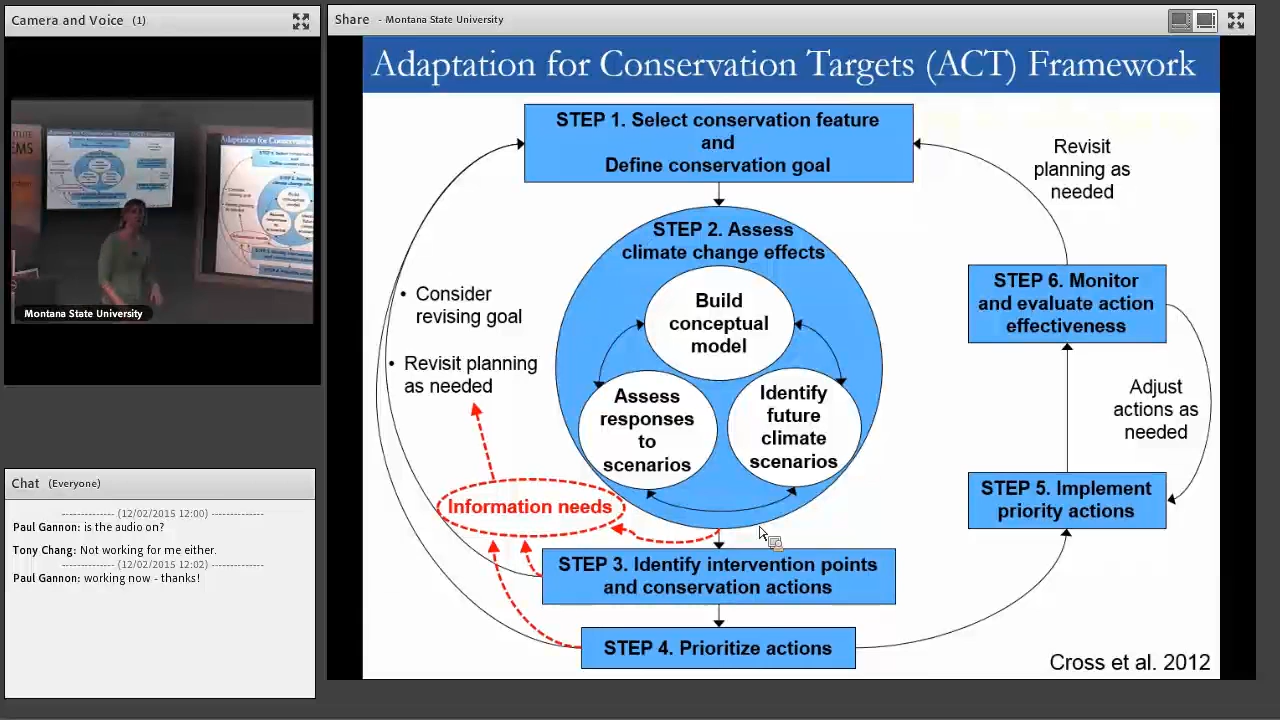 Camera and Voice (1)
Montana State University
Chat (Everyone)
------------- (12/02/2015 12:00) -------------
Paul Gannon: is the audio on?
Tony Chang: Not working for me either.
------------- (12/02/2015 12:02) -------------
Paul Gannon: working now - thanks!
Share - Montana State University
Adaptation for Conservation Targets (ACT) Framework
STEP 1. Select conservation feature
and
Define conservation goal
STEP 2. Assess
climate change effects
Build
conceptual
model
Assess
responses
to
scenarios
Identify
future
climate
scenarios
• Consider
revising goal
• Revisit planning
as needed
Information needs
STEP 3. Identify intervention points
and conservation actions
STEP 4. Prioritize actions
Revisit
planning as
needed
STEP 6. Monitor
and evaluate action
effectiveness
Adjust
actions as
needed
STEP 5. Implement
priority actions
Cross et al. 2012